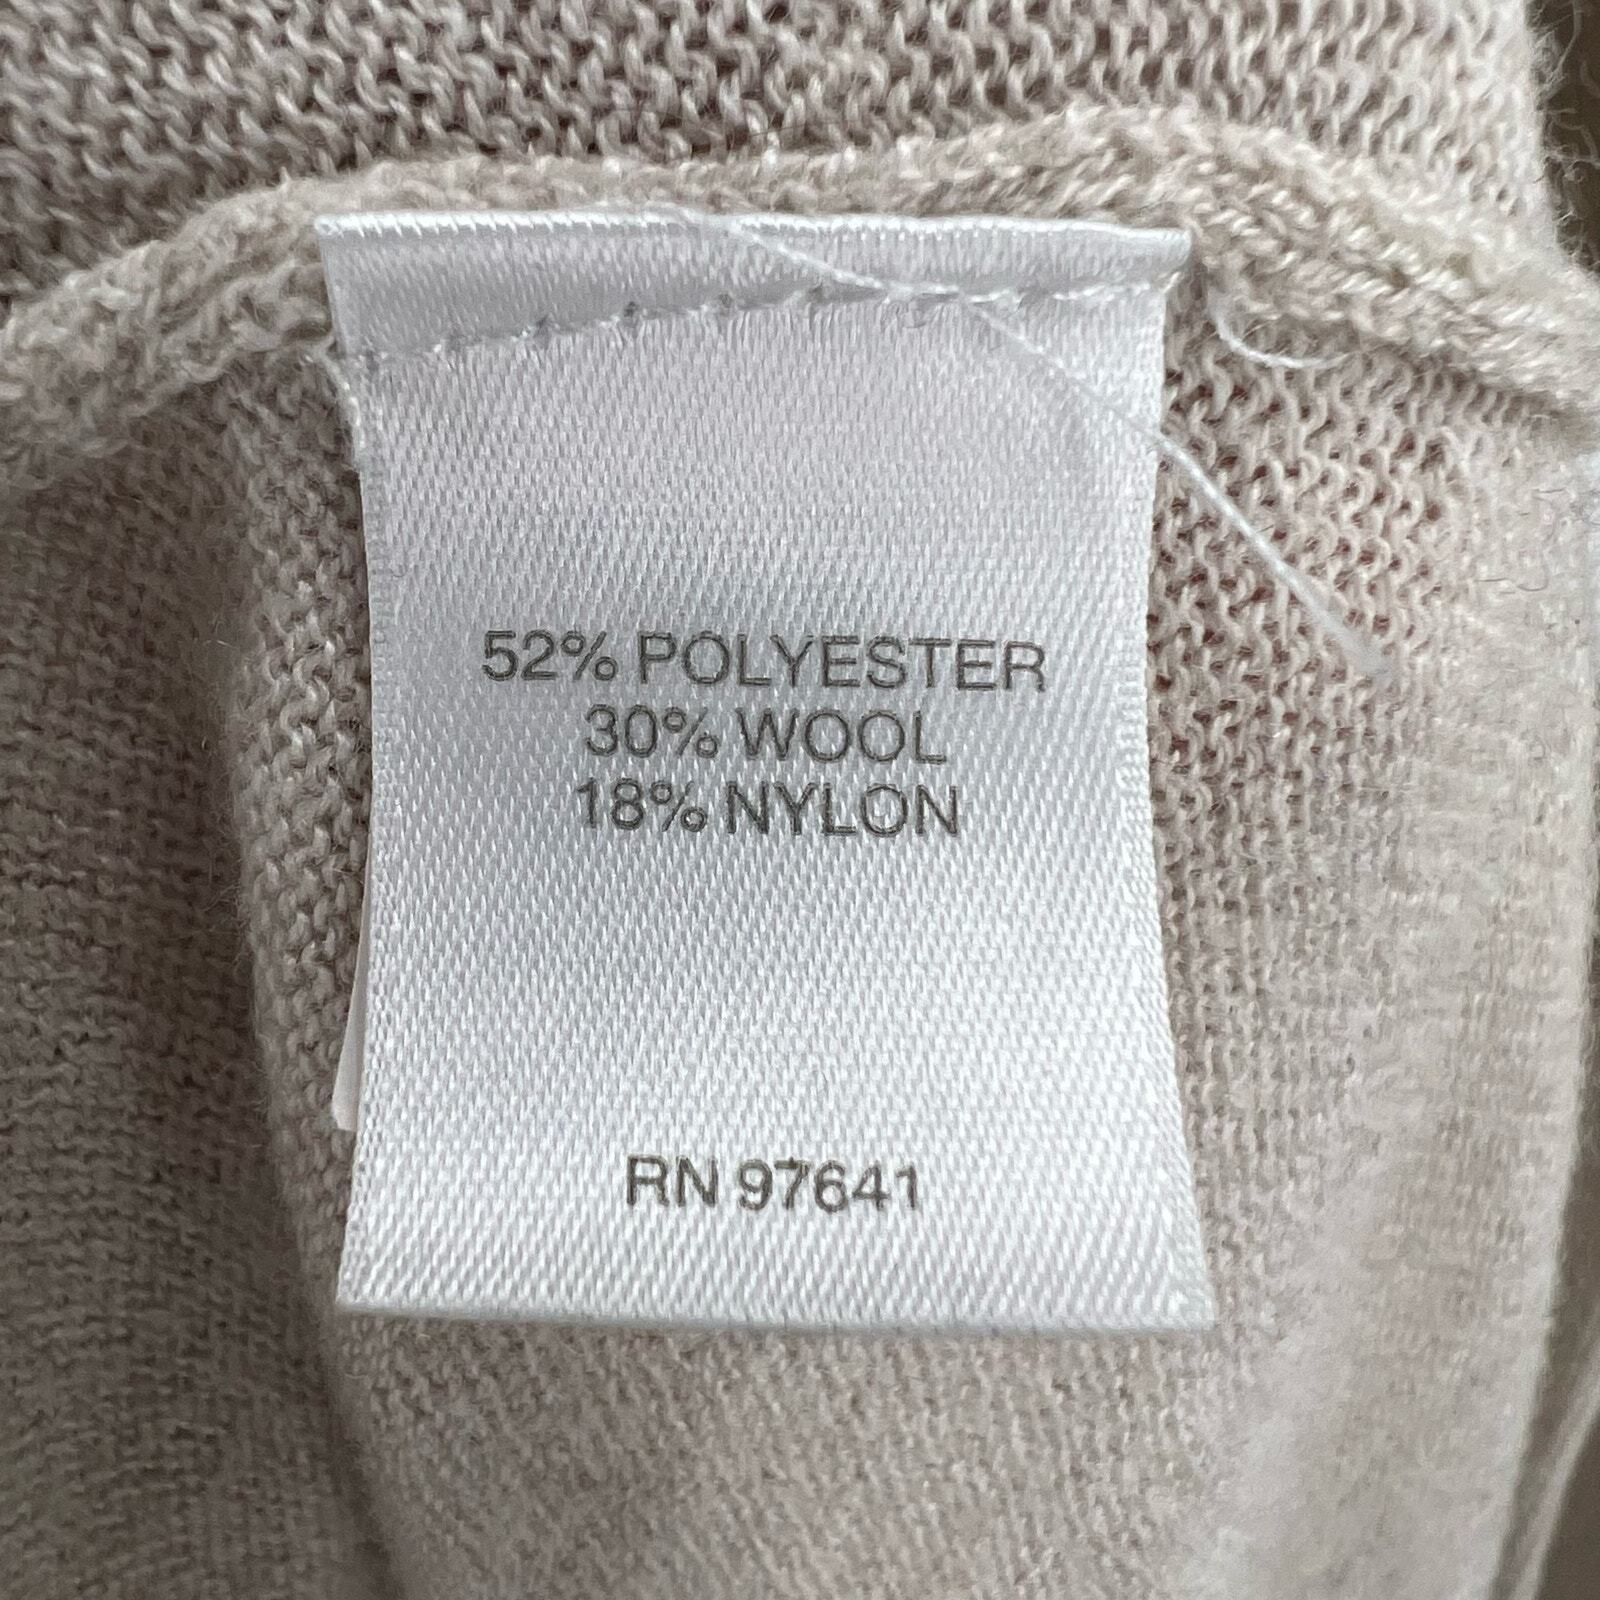 52% POLYESTER
30% WOOL
18% NYLON
RN 97641